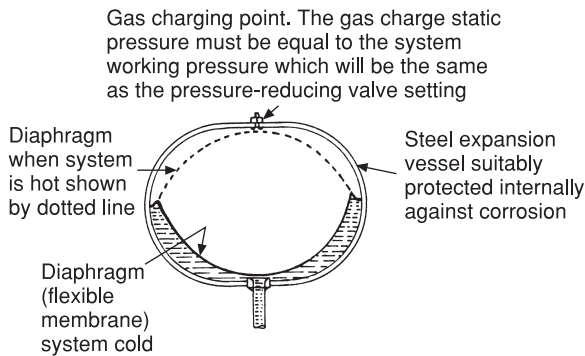 Gas charging point. The gas charge static
pressure must be equal to the system
working pressure which will be the same
as the pressure-reducing valve setting
Diaphragm
when system
is hot shown
by dotted line
Steel expansion
vessel suitably
protected internally
against corrosion
Diaphragm
(flexible
membrane)
system cold